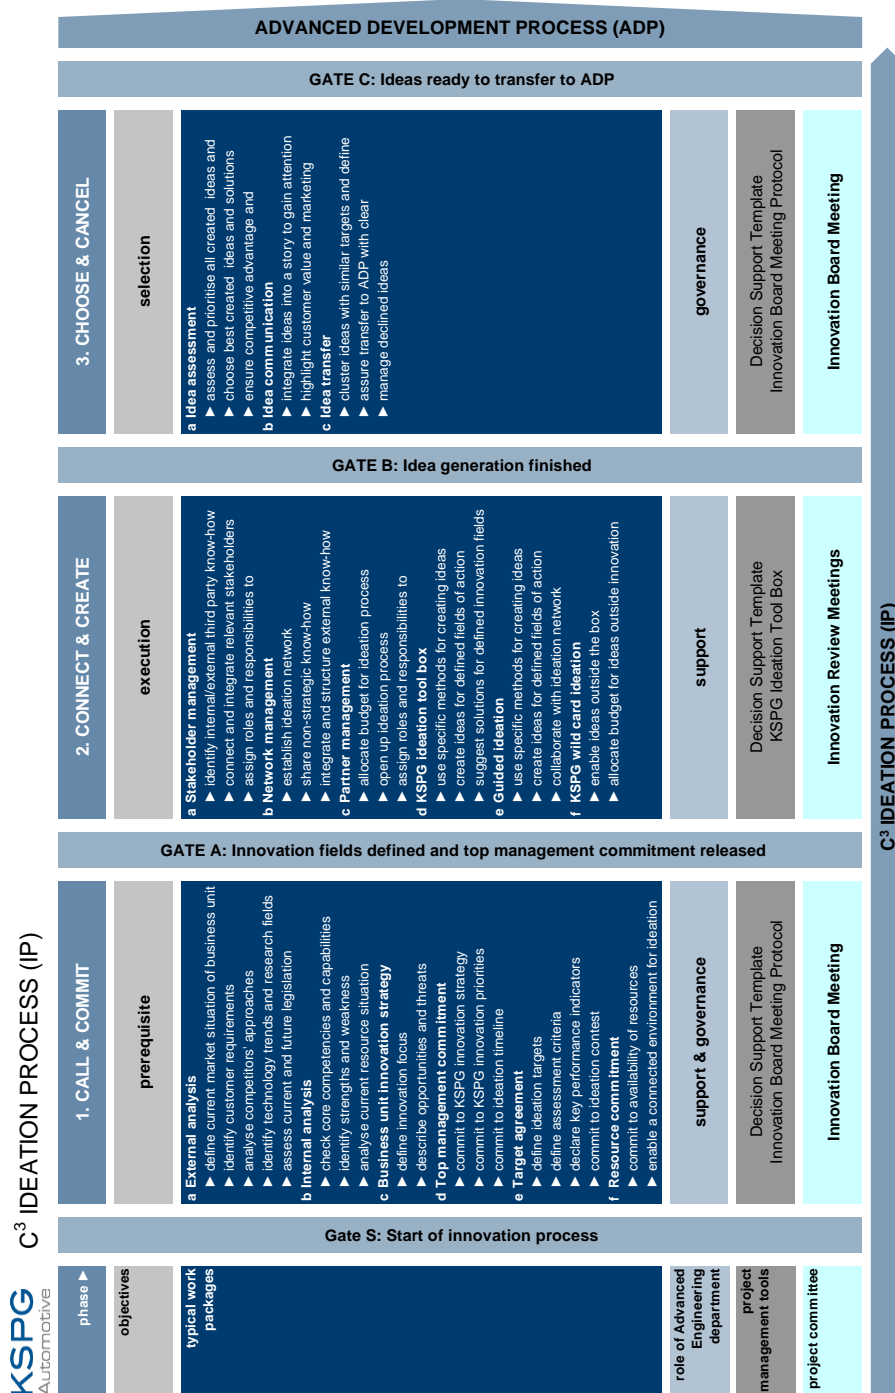 KSPG
Automotive
C³ IDEATION PROCESS (IP)
phase ►
objectives
typical work
packages
role of Advanced
Engineering
department
project
management tools
project committee
Gate S: Start of innovation process
1. CALL & COMMIT
prerequisite
a External analysis
► define current market situation of business unit
► identify customer requirements
► analyse competitors' approaches
► identify technology trends and research fields
► assess current and future legislation
b Internal analysis
► check core competencies and capabilities
► identify strengths and weakness
► analyse current resource situation
c Business unit innovation strategy
► define innovation focus
► describe opportunities and threats
d Top management commitment
► commit to KSPG innovation strategy
► commit to KSPG innovation priorities
► commit to ideation timeline
e Target agreement
► define ideation targets
► define assessment criteria
► declare key performance indicators
► commit to ideation contest
f Resource commitment
► commit to availability of resources
► enable a connected environment for ideation
support & governance
Decision Support Template
Innovation Board Meeting Protocol
Innovation Board Meeting
GATE A: Innovation fields defined and top management commitment released
2. CONNECT & CREATE
execution
a Stakeholder management
► identify internal/external third party know-how
► connect and integrate relevant stakeholders
► assign roles and responsibilities to
b Network management
► establish ideation network
► share non-strategic know-how
► integrate and structure external know-how
c Partner management
► allocate budget for ideation process
► open up ideation process
► assign roles and responsibilities to
d KSPG ideation tool box
► use specific methods for creating ideas
► create ideas for defined fields of action
► suggest solutions for defined innovation fields
e Guided ideation
► use specific methods for creating ideas
► create ideas for defined fields of action
► collaborate with ideation network
f KSPG wild card ideation
► enable ideas outside the box
► allocate budget for ideas outside innovation
support
Decision Support Template
KSPG Ideation Tool Box
Innovation Review Meetings
GATE B: Idea generation finished
3. CHOOSE & CANCEL
selection
a Idea assessment
► assess and prioritise all created ideas and
► choose best created ideas and solutions
► ensure competitive advantage and
b Idea communication
► integrate ideas into a story to gain attention
► highlight customer value and marketing
c Idea transfer
► cluster ideas with similar targets and define
► assure transfer to ADP with clear
► manage declined ideas
governance
Decision Support Template
Innovation Board Meeting Protocol
Innovation Board Meeting
GATE C: Ideas ready to transfer to ADP
ADVANCED DEVELOPMENT PROCESS (ADP)
C³ IDEATION PROCESS (IP)